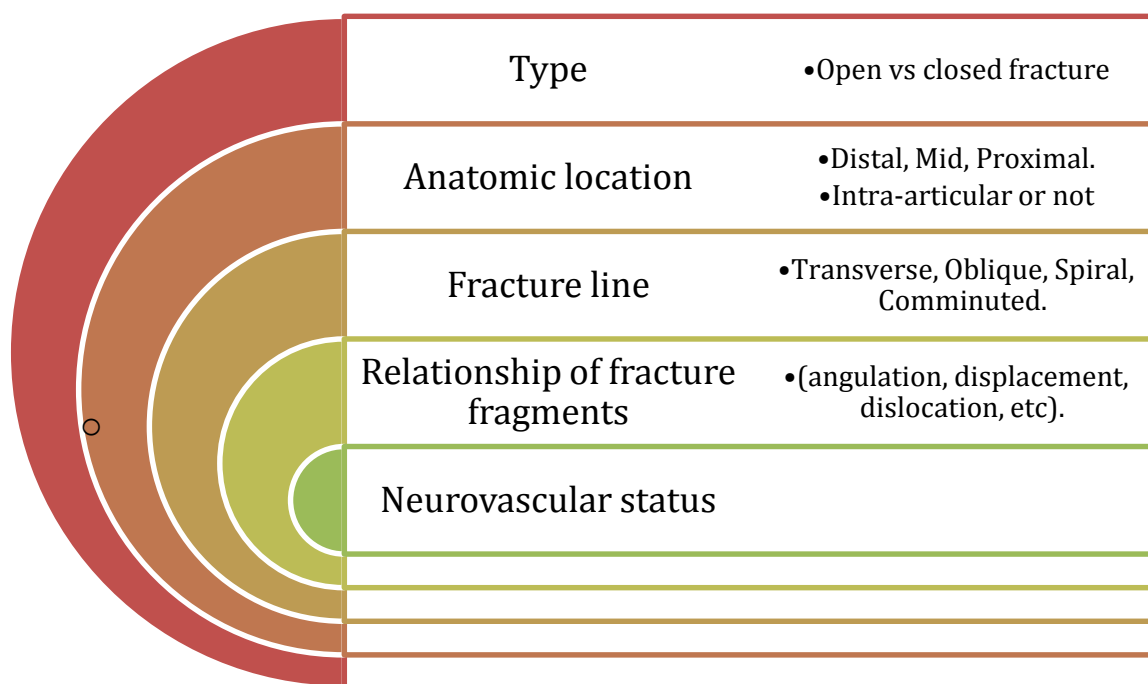 Type
•Open vs closed fracture
Anatomic location
•Distal, Mid, Proximal.
•Intra-articular or not
Fracture line
•Transverse, Oblique, Spiral,
Comminuted.
Relationship of fracture
fragments
•(angulation, displacement,
dislocation, etc).
Neurovascular status